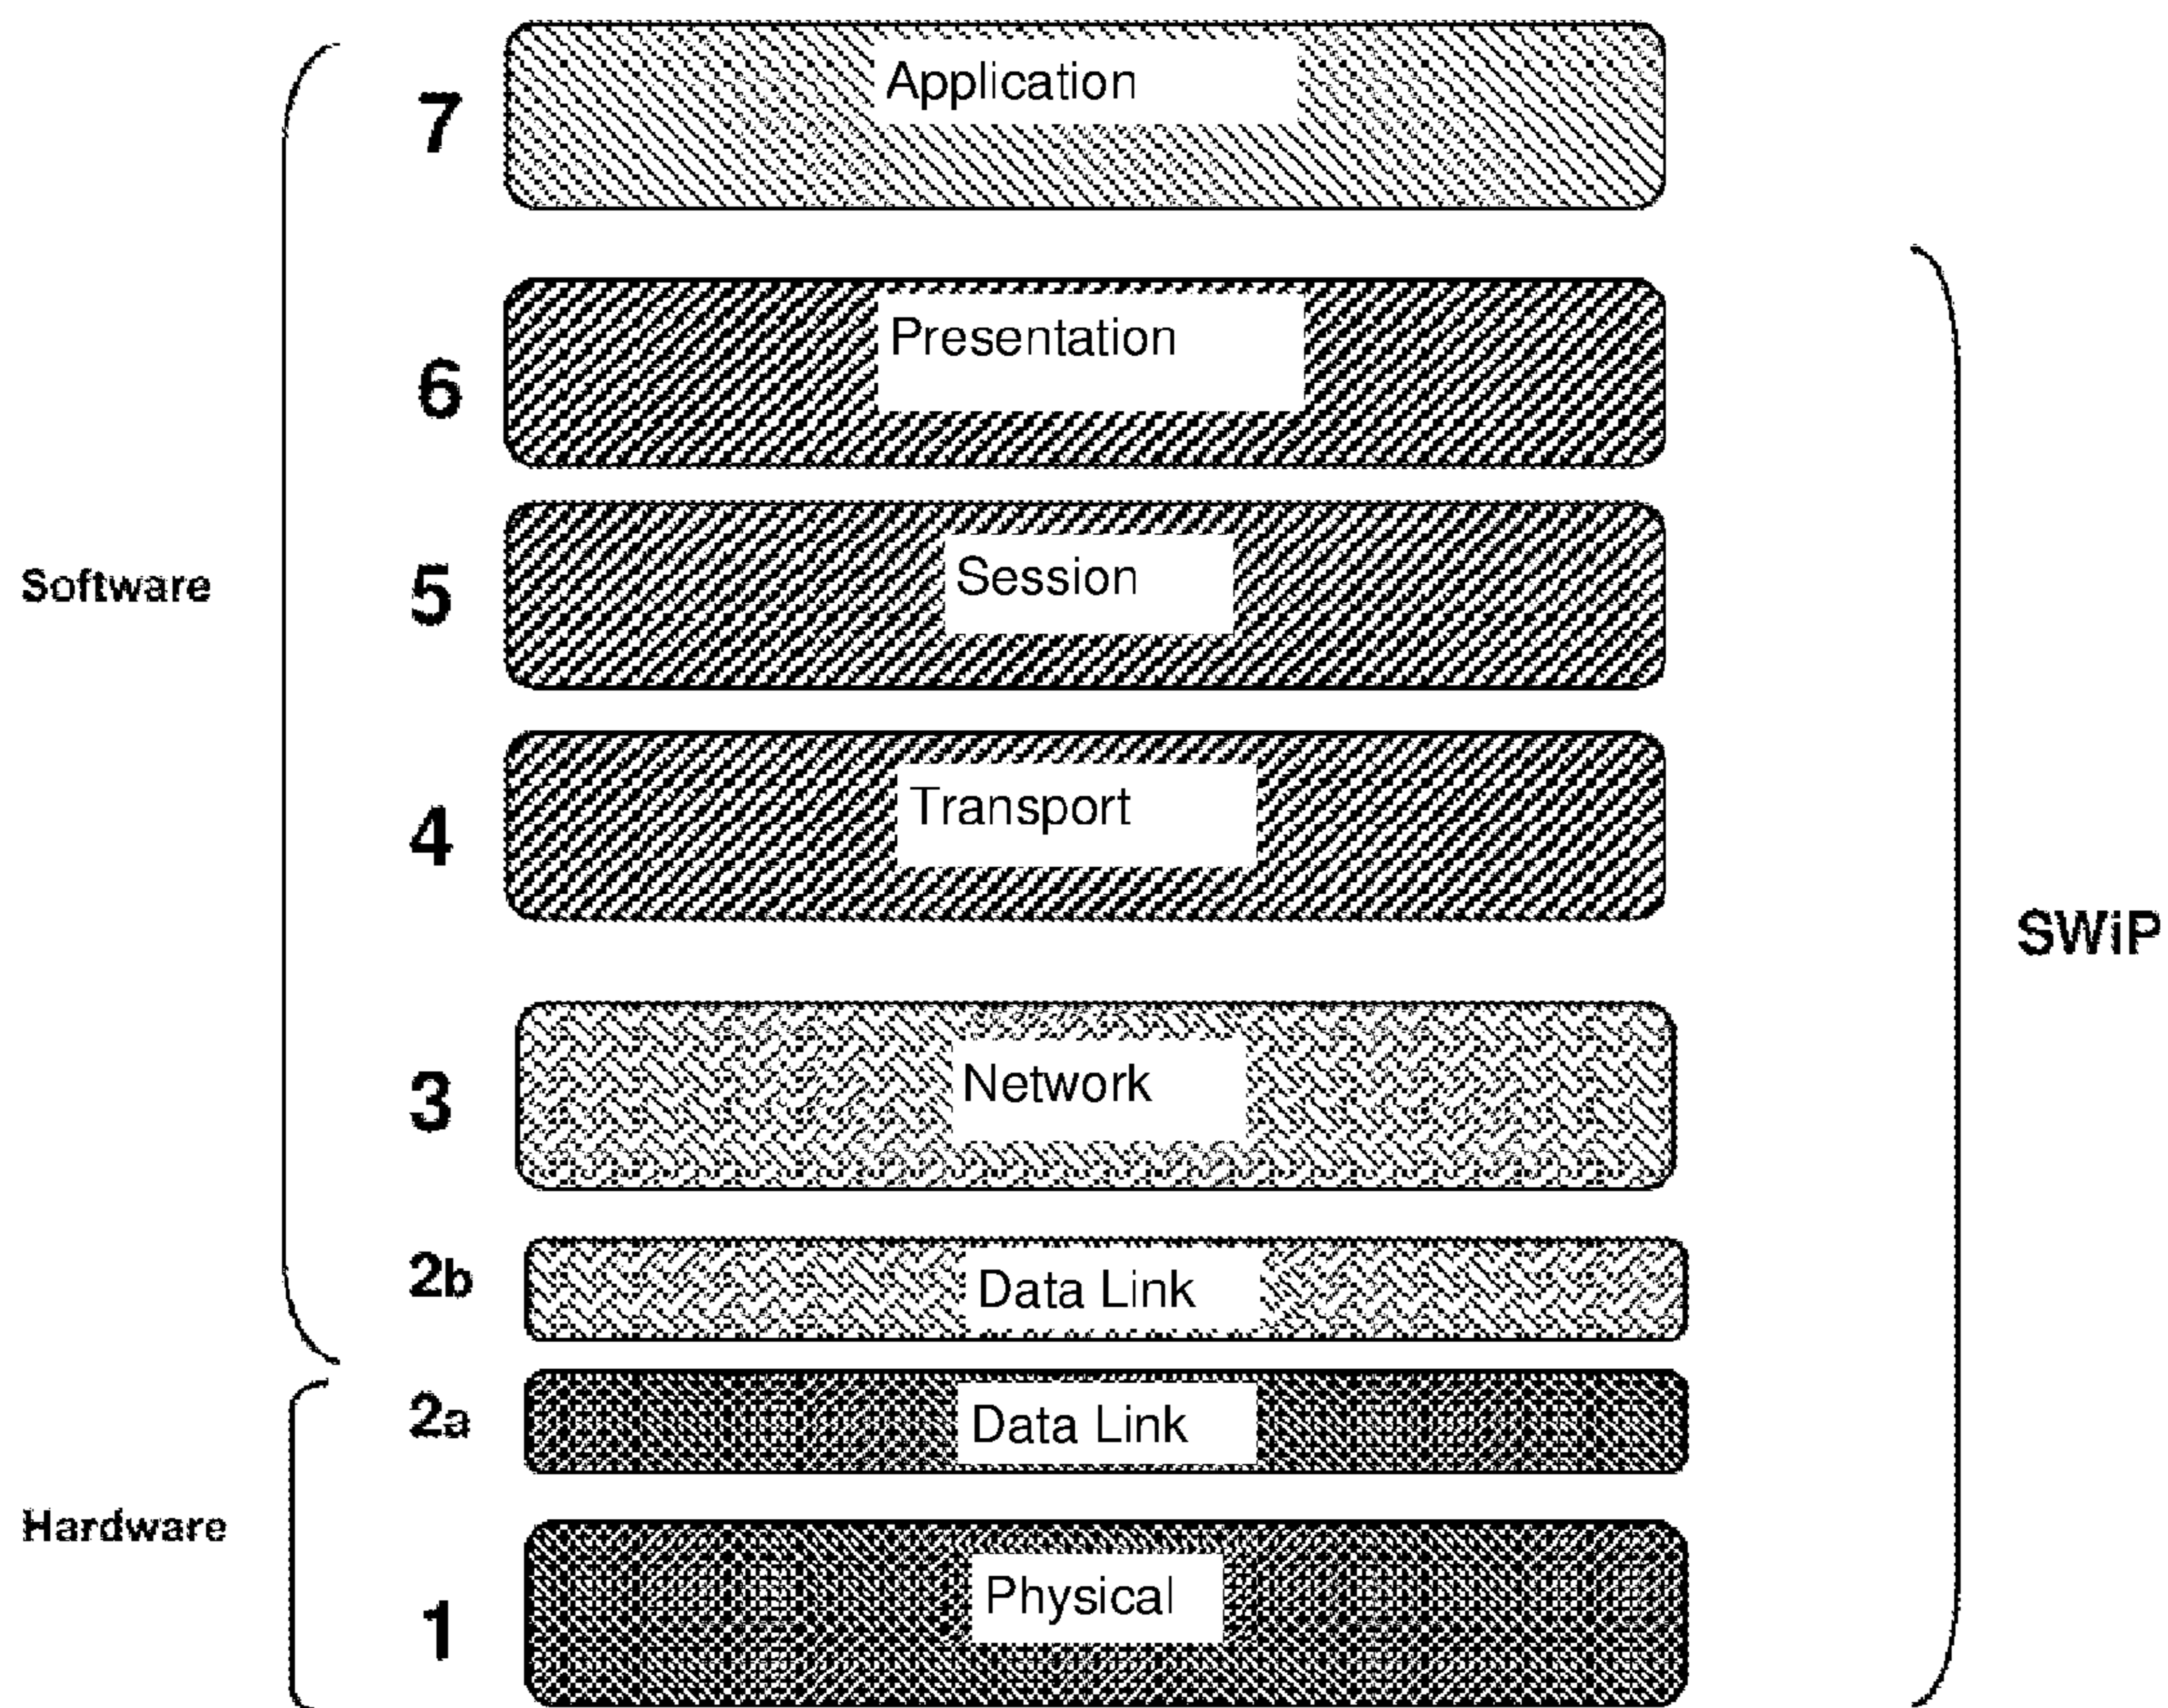 7 Application
6 Presentation
Software
5 Session
4 Transport
SWiP
3 Network
2b Data Link
2a Data Link
Hardware
1 Physical